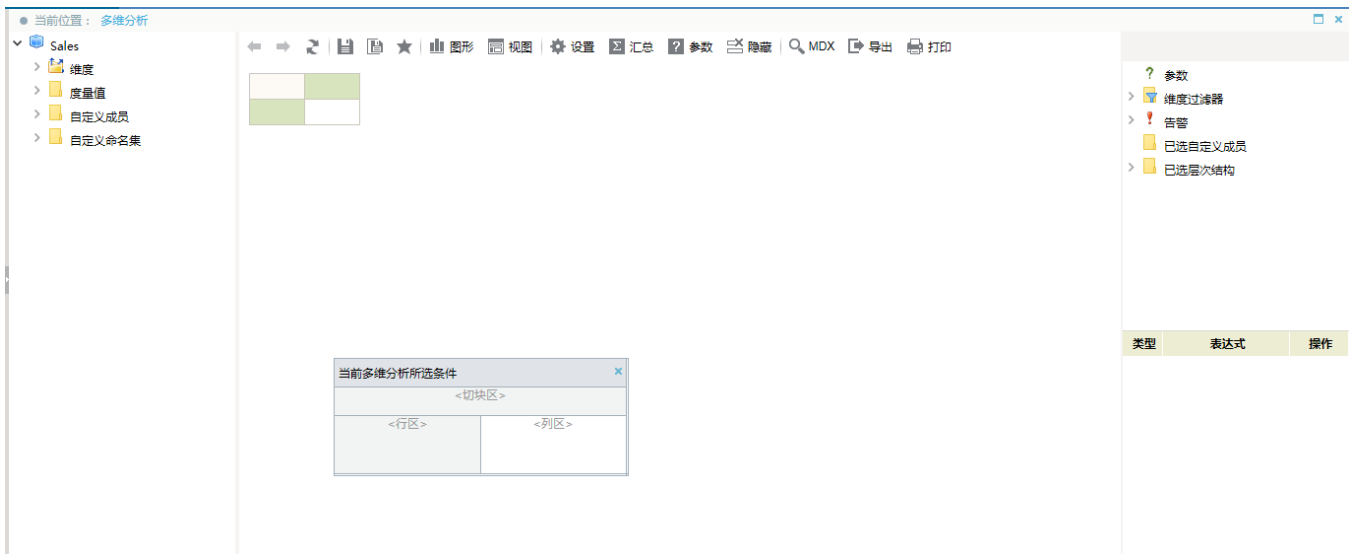 当前位置： 多维分析
Sales
维度
度量值
自定义成员
自定义命名集
图形 视图 设置 汇总 参数 隐藏 MDX 导出 打印
当前多维分析所选条件
<切块区>
<行区> <列区>
参数
维度过滤器
告警
已选自定义成员
已选层次结构
类型 表达式 操作